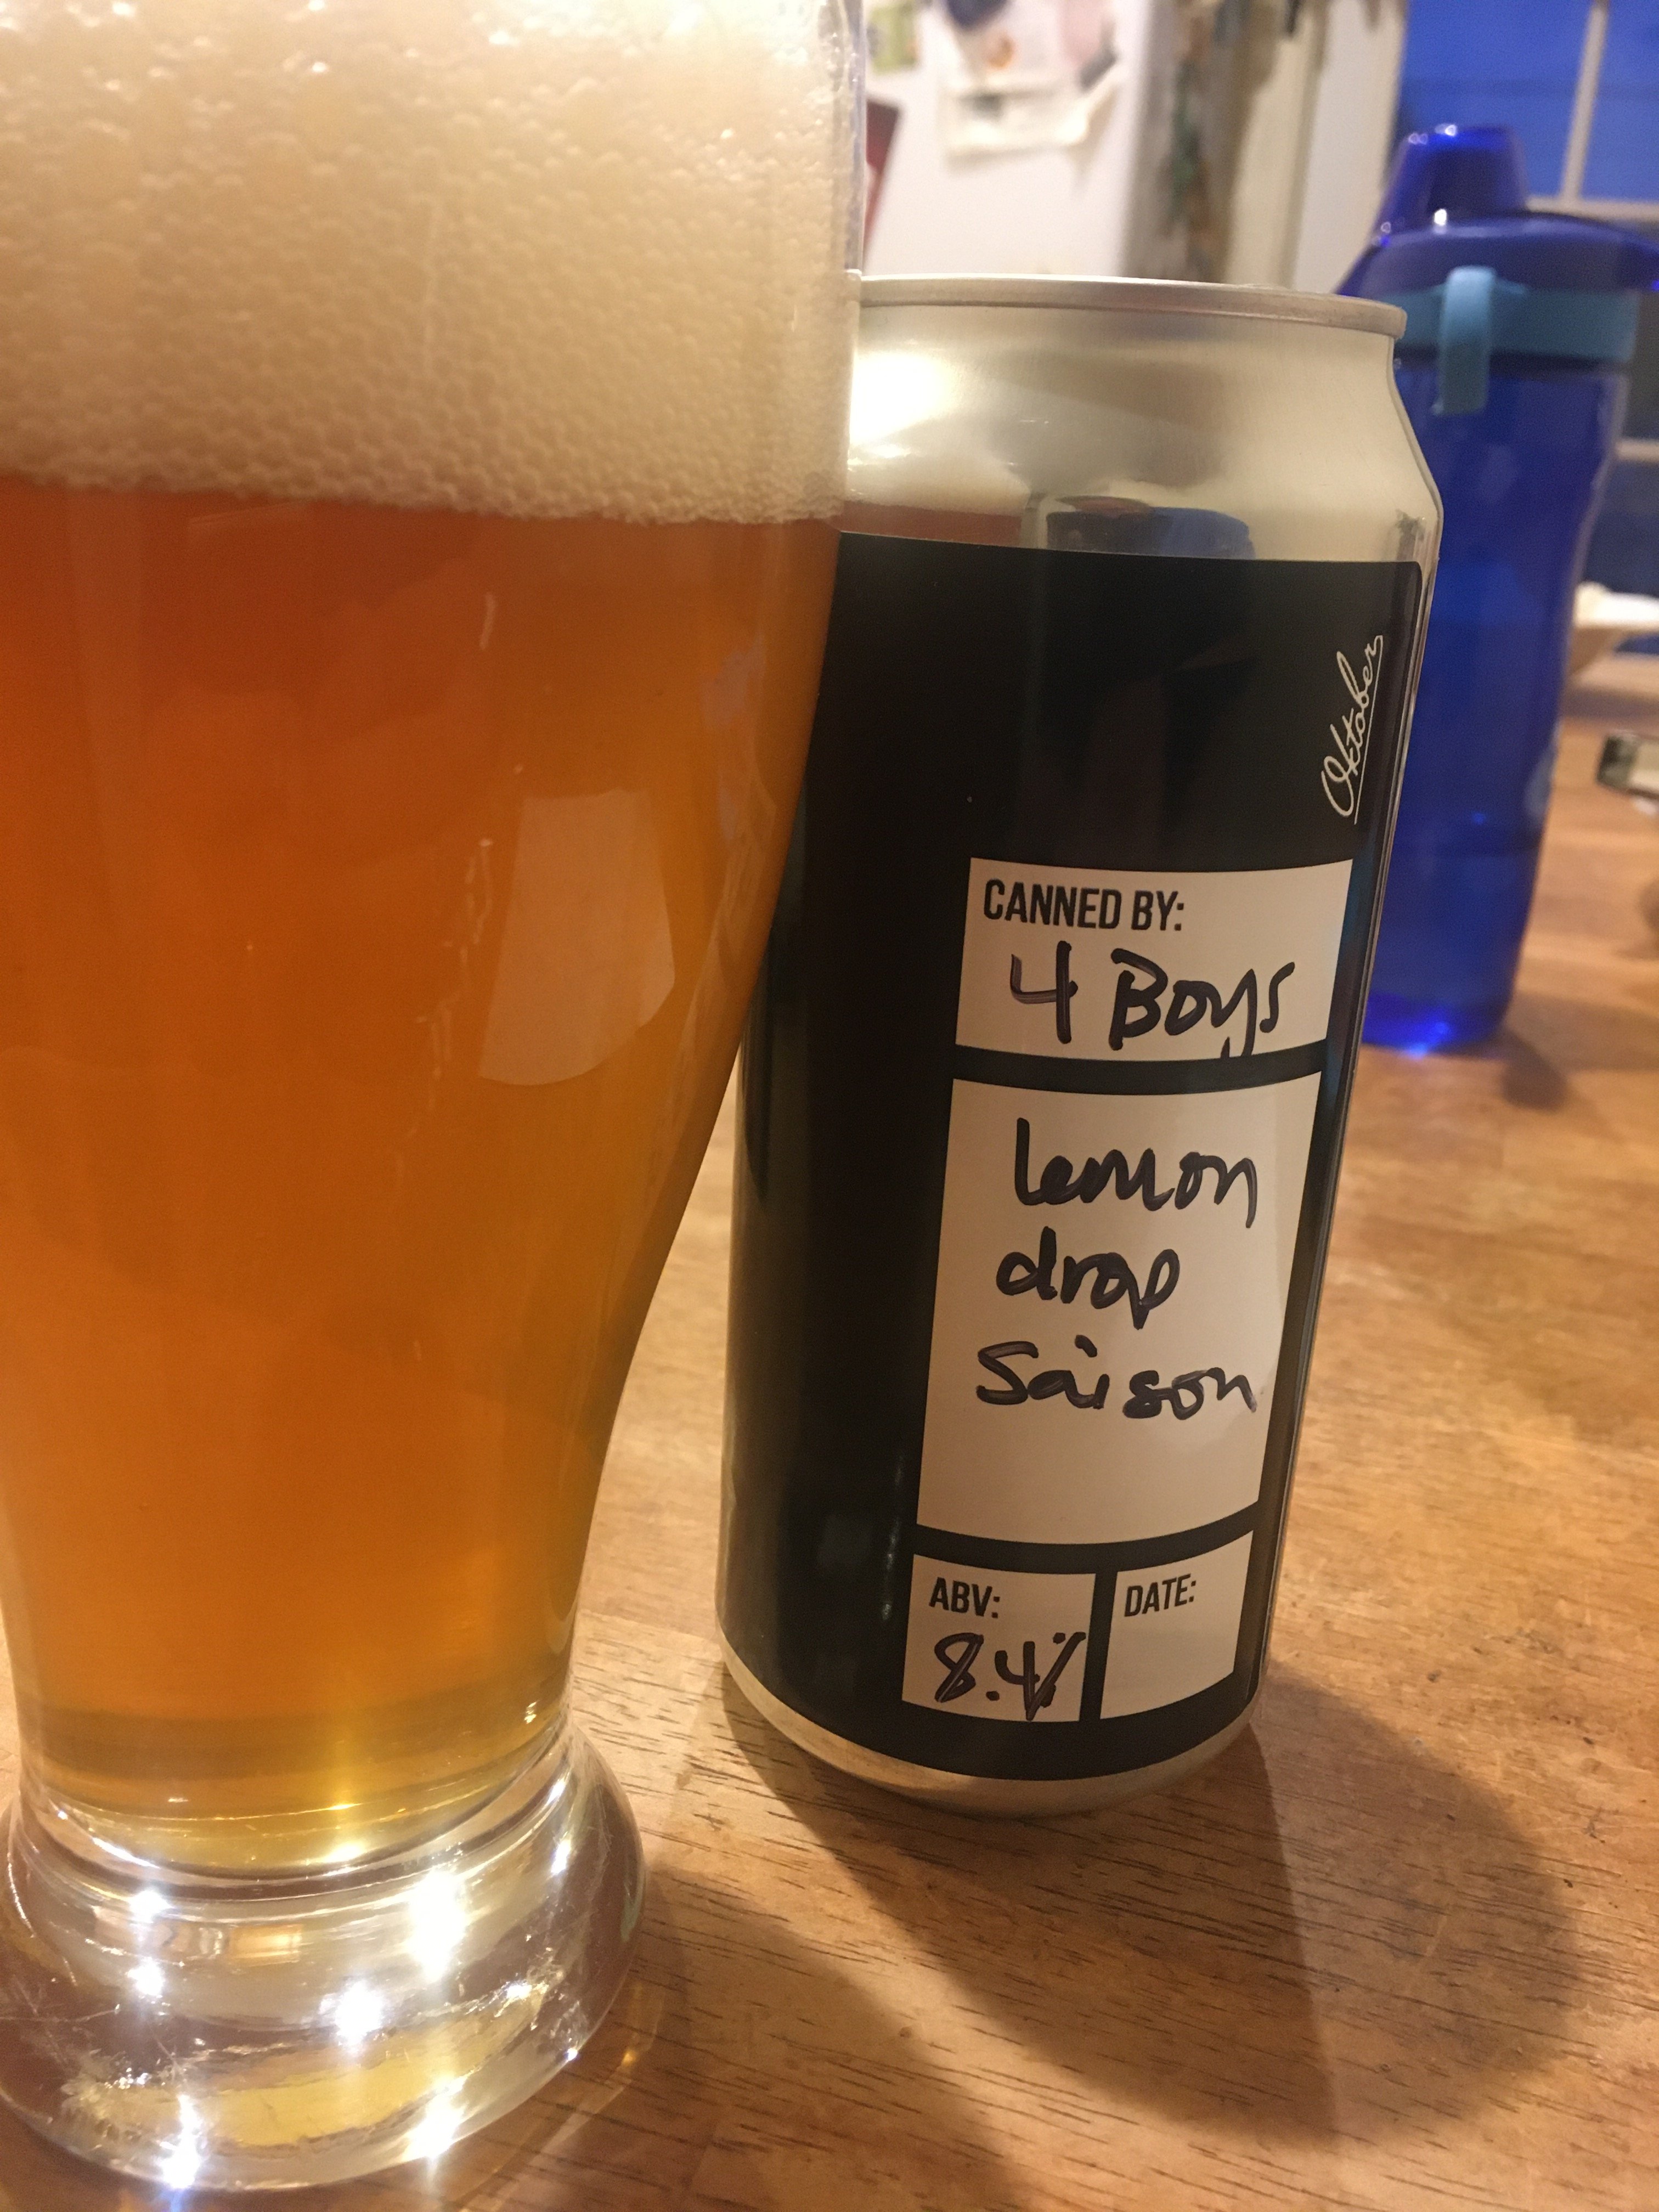 Oktober
CANNED BY:
4 Boys
lemon
drop
Saison
ABV:
8.4%
DATE: